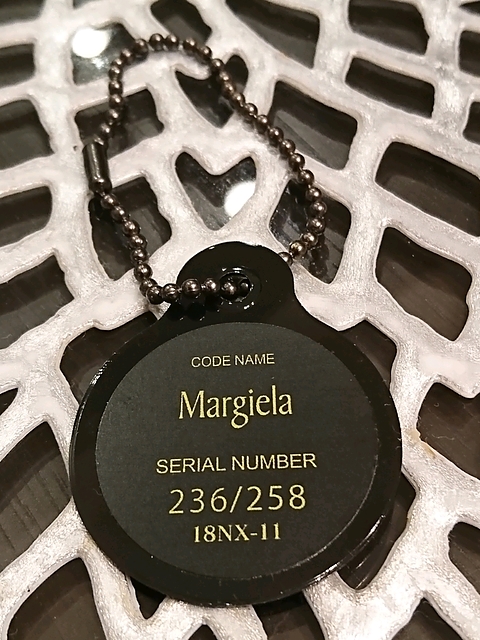 CODE NAME
Margiela
SERIAL NUMBER
236/258
18NX-11